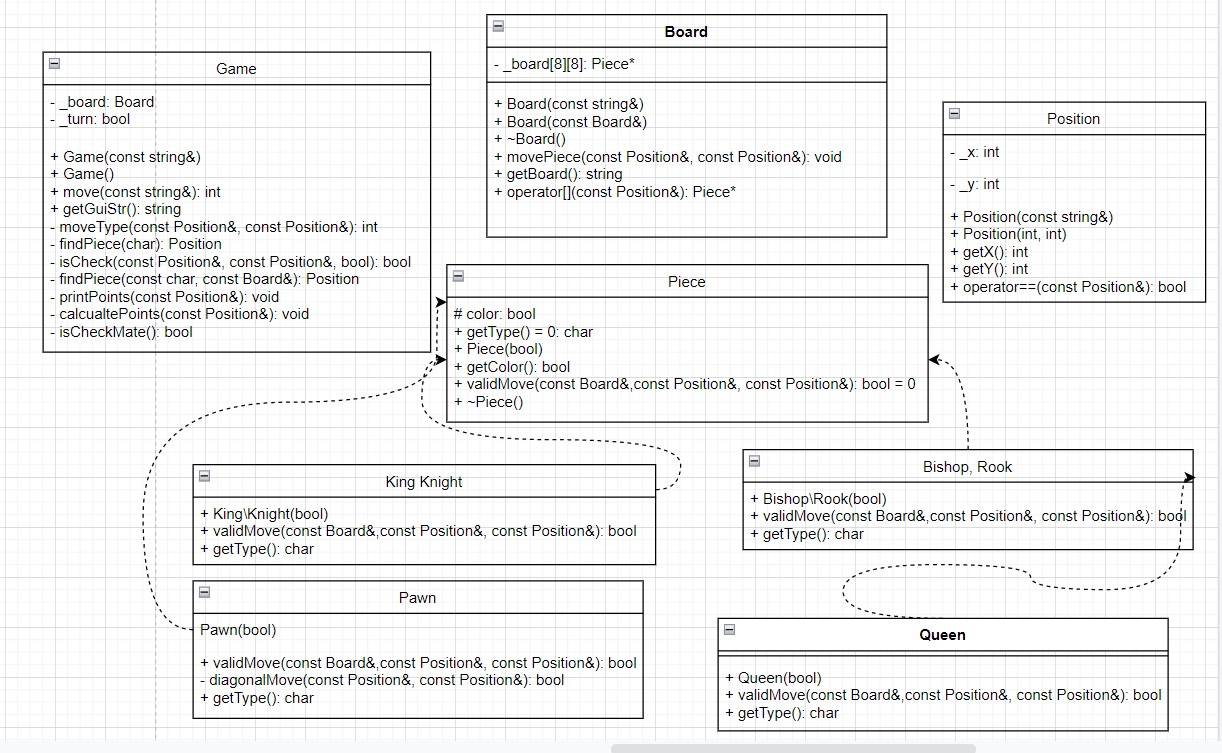 Game
- _board: Board
- _turn: bool
+ Game(const string&)
+ Game()
+ move(const string&): int
+ getGuiStr(): string
- moveType(const Position&, const Position&): int
- findPiece(char): Position
- isCheck(const Position&, const Position&, bool): bool
- findPiece(const char, const Board&): Position
- printPoints(const Position&): void
- calcualtePoints(const Position&): void
- isCheckMate(): bool
Board
- _board[8][8]: Piece*
+ Board(const string&)
+ Board(const Board&)
+ ~Board()
+ movePiece(const Position&, const Position&): void
+ getBoard(): string
+ operator[](const Position&): Piece*
Position
- _x: int
- _y: int
+ Position(const string&)
+ Position(int, int)
+ getX(): int
+ getY(): int
+ operator==(const Position&): bool
Piece
# color: bool
+ getType() = 0: char
+ Piece(bool)
+ getColor(): bool
+ validMove(const Board&,const Position&, const Position&): bool = 0
+ ~Piece()
King Knight
+ King\Knight(bool)
+ validMove(const Board&,const Position&, const Position&): bool
+ getType(): char
Bishop, Rook
+ Bishop\Rook(bool)
+ validMove(const Board&,const Position&, const Position&): bool
+ getType(): char
Pawn
Pawn(bool)
+ validMove(const Board&,const Position&, const Position&): bool
- diagonalMove(const Position&, const Position&): bool
+ getType(): char
Queen
+ Queen(bool)
+ validMove(const Board&,const Position&, const Position&): bool
+ getType(): char